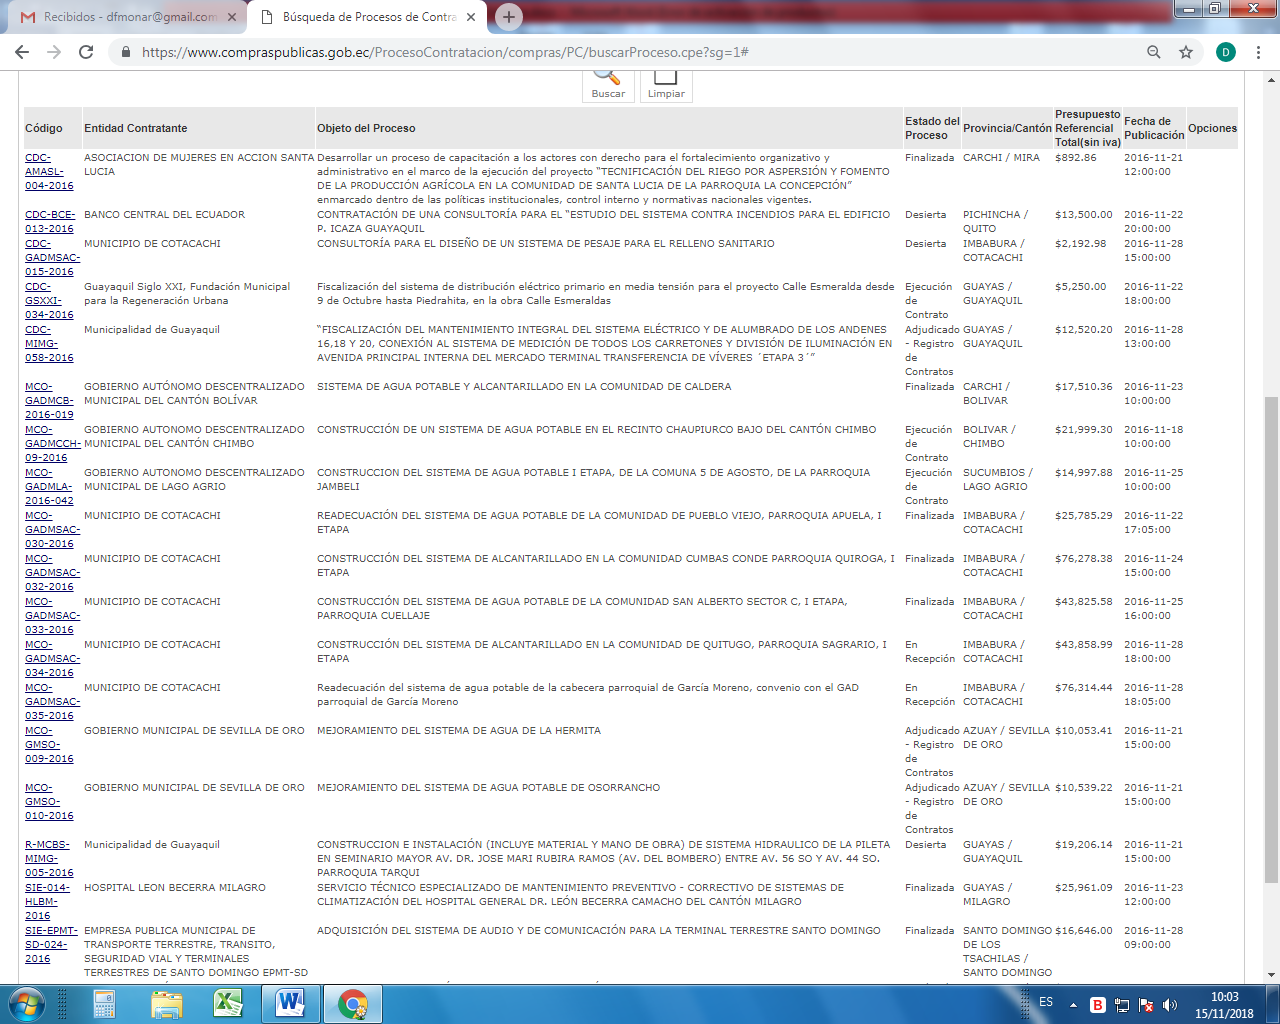 Recibidos - dfmonar@gmail.com
Búsqueda de Procesos de Contra
https://www.compraspublicas.gob.ec/ProcesoContratacion/compras/PC/buscarProceso.cpe?sg=1#
D
Buscar
Limpiar
Código
Entidad Contratante
Objeto del Proceso
Estado del
Proceso
Provincia/Cantón
Presupuesto
Referencial
Total(sin iva)
Fecha de
Publicación
Opciones
CDC-
AMASL-
004-2016
ASOCIACION DE MUJERES EN ACCION SANTA
LUCIA
Desarrollar un proceso de capacitación a los actores con derecho para el fortalecimiento organizativo y
administrativo en el marco de la ejecución del proyecto “TECNIFICACIÓN DEL RIEGO POR ASPERSIÓN Y FOMENTO
DE LA PRODUCCIÓN AGRÍCOLA EN LA COMUNIDAD DE SANTA LUCIA DE LA PARROQUIA LA CONCEPCIÓN”
enmarcado dentro de las políticas institucionales, control interno y normativas nacionales vigentes.
Finalizada
CARCHI / MIRA
$892.86
2016-11-21
12:00:00
CDC-BCE-
013-2016
BANCO CENTRAL DEL ECUADOR
CONTRATACIÓN DE UNA CONSULTORÍA PARA EL “ESTUDIO DEL SISTEMA CONTRA INCENDIOS PARA EL EDIFICIO
P. ICAZA GUAYAQUIL
Desierta
PICHINCHA /
QUITO
$13,500.00
2016-11-22
20:00:00
CDC-
GADMSAC-
015-2016
MUNICIPIO DE COTACACHI
CONSULTORÍA PARA EL DISEÑO DE UN SISTEMA DE PESAJE PARA EL RELLENO SANITARIO
Desierta
IMBABURA /
COTACACHI
$2,192.98
2016-11-28
15:00:00
CDC-
GSXXI-
034-2016
Guayaquil Siglo XXI, Fundación Municipal
para la Regeneración Urbana
Fiscalización del sistema de distribución eléctrico primario en media tensión para el proyecto Calle Esmeralda desde
9 de Octubre hasta Piedrahita, en la obra Calle Esmeraldas
Ejecución
de
Contrato
GUAYAS /
GUAYAQUIL
$5,250.00
2016-11-22
18:00:00
CDC-
MIMG-
058-2016
Municipalidad de Guayaquil
“FISCALIZACIÓN DEL MANTENIMIENTO INTEGRAL DEL SISTEMA ELÉCTRICO Y DE ALUMBRADO DE LOS ANDENES
16,18 Y 20, CONEXIÓN AL SISTEMA DE MEDICIÓN DE TODOS LOS CARRETONES Y DIVISIÓN DE ILUMINACIÓN EN
AVENIDA PRINCIPAL INTERNA DEL MERCADO TERMINAL TRANSFERENCIA DE VÍVERES ´ETAPA 3´”
Adjudicado
- Registro
de
Contratos
GUAYAS /
GUAYAQUIL
$12,520.20
2016-11-28
13:00:00
MCO-
GADMCB-
2016-019
GOBIERNO AUTÓNOMO DESCENTRALIZADO
MUNICIPAL DEL CANTÓN BOLÍVAR
SISTEMA DE AGUA POTABLE Y ALCANTARILLADO EN LA COMUNIDAD DE CALDERA
Finalizada
CARCHI /
BOLIVAR
$17,510.36
2016-11-23
10:00:00
MCO-
GADMCCH-
09-2016
GOBIERNO AUTONOMO DESCENTRALIZADO
MUNICIPAL DEL CANTÓN CHIMBO
CONSTRUCCIÓN DE UN SISTEMA DE AGUA POTABLE EN EL RECINTO CHAUPIURCO BAJO DEL CANTÓN CHIMBO
Ejecución
de
Contrato
BOLIVAR /
CHIMBO
$21,999.30
2016-11-18
10:00:00
MCO-
GADMLA-
2016-042
GOBIERNO AUTONOMO DESCENTRALIZADO
MUNICIPAL DE LAGO AGRIO
CONSTRUCCION DEL SISTEMA DE AGUA POTABLE I ETAPA, DE LA COMUNA 5 DE AGOSTO, DE LA PARROQUIA
JAMBELI
Ejecución
de
Contrato
SUCUMBIOS /
LAGO AGRIO
$14,997.88
2016-11-25
10:00:00
MCO-
GADMSAC-
030-2016
MUNICIPIO DE COTACACHI
READECUACIÓN DEL SISTEMA DE AGUA POTABLE DE LA COMUNIDAD DE PUEBLO VIEJO, PARROQUIA APUELA, I
ETAPA
Finalizada
IMBABURA /
COTACACHI
$25,785.29
2016-11-22
17:05:00
MCO-
GADMSAC-
032-2016
MUNICIPIO DE COTACACHI
CONSTRUCCIÓN DEL SISTEMA DE ALCANTARILLADO EN LA COMUNIDAD CUMBAS CONDE PARROQUIA QUIROGA, I
ETAPA
Finalizada
IMBABURA /
COTACACHI
$76,278.38
2016-11-24
15:00:00
MCO-
GADMSAC-
033-2016
MUNICIPIO DE COTACACHI
CONSTRUCCIÓN DEL SISTEMA DE AGUA POTABLE DE LA COMUNIDAD SAN ALBERTO SECTOR C, I ETAPA,
PARROQUIA CUELLAJE
Finalizada
IMBABURA /
COTACACHI
$43,825.58
2016-11-25
16:00:00
MCO-
GADMSAC-
034-2016
MUNICIPIO DE COTACACHI
CONSTRUCCIÓN DEL SISTEMA DE ALCANTARILLADO EN LA COMUNIDAD DE QUITUGO, PARROQUIA SAGRARIO, I
ETAPA
En
Recepción
IMBABURA /
COTACACHI
$43,858.99
2016-11-28
18:00:00
MCO-
GADMSAC-
035-2016
MUNICIPIO DE COTACACHI
Readecuación del sistema de agua potable de la cabecera parroquial de García Moreno, convenio con el GAD
parroquial de García Moreno
En
Recepción
IMBABURA /
COTACACHI
$76,314.44
2016-11-28
18:05:00
MCO-
GMSO-
009-2016
GOBIERNO MUNICIPAL DE SEVILLA DE ORO
MEJORAMIENTO DEL SISTEMA DE AGUA DE LA HERMITA
Adjudicado
- Registro
de
Contratos
AZUAY / SEVILLA
DE ORO
$10,053.41
2016-11-21
15:00:00
MCO-
GMSO-
010-2016
GOBIERNO MUNICIPAL DE SEVILLA DE ORO
MEJORAMIENTO DEL SISTEMA DE AGUA POTABLE DE OSORRANCHO
Adjudicado
- Registro
de
Contratos
AZUAY / SEVILLA
DE ORO
$10,539.22
2016-11-21
15:00:00
R-MCBS-
MIMG-
005-2016
Municipalidad de Guayaquil
CONSTRUCCION E INSTALACIÓN (INCLUYE MATERIAL Y MANO DE OBRA) DE SISTEMA HIDRAULICO DE LA PILETA
EN SEMINARIO MAYOR AV. DR. JOSE MARI RUBIRA RAMOS (AV. DEL BOMBERO) ENTRE AV. 56 SO Y AV. 44 SO.
PARROQUIA TARQUI
Desierta
GUAYAS /
GUAYAQUIL
$19,206.14
2016-11-21
15:00:00
SIE-014-
HLBM-
2016
HOSPITAL LEON BECERRA MILAGRO
SERVICIO TÉCNICO ESPECIALIZADO DE MANTENIMIENTO PREVENTIVO - CORRECTIVO DE SISTEMAS DE
CLIMATIZACIÓN DEL HOSPITAL GENERAL DR. LEÓN BECERRA CAMACHO DEL CANTÓN MILAGRO
Finalizada
GUAYAS /
MILAGRO
$25,961.09
2016-11-23
12:00:00
SIE-EPMT-
SD-024-
2016
EMPRESA PUBLICA MUNICIPAL DE
TRANSPORTE TERRESTRE, TRANSITO,
SEGURIDAD VIAL Y TERMINALES
TERRESTRES DE SANTO DOMINGO EPMT-SD
ADQUISICIÓN DEL SISTEMA DE AUDIO Y DE COMUNICACIÓN PARA LA TERMINAL TERRESTRE SANTO DOMINGO
Finalizada
SANTO DOMINGO
DE LOS
TSACHILAS /
SANTO DOMINGO
$16,646.00
2016-11-28
09:00:00
ES
B
10:03
15/11/2018